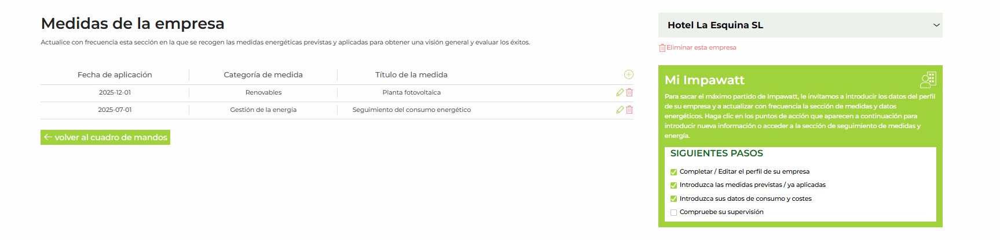 Medidas de la empresa
Actualice con frecuencia esta sección en la que se recogen las medidas energéticas previstas y aplicadas para obtener una visión general y evaluar los éxitos.
Fecha de aplicación Categoría de medida Título de la medida
2025-12-01 Renovables Planta fotovoltaica
2025-07-01 Gestión de la energía Seguimiento del consumo energético
volver al cuadro de mandos
Hotel La Esquina SL
Eliminar esta empresa
Mi Impawatt
Para sacar el máximo partido de Impawatt, le invitamos a introducir los datos del perfil
de su empresa y a actualizar con frecuencia la sección de medidas y datos
energéticos. Haga clic en los puntos de acción que aparecen a continuación para
introducir nueva información o acceder a la sección de seguimiento de medidas y
energía.
SIGUIENTES PASOS
Completar / Editar el perfil de su empresa
Introduzca las medidas previstas / ya aplicadas
Introduzca sus datos de consumo y costes
Compruebe su supervisión